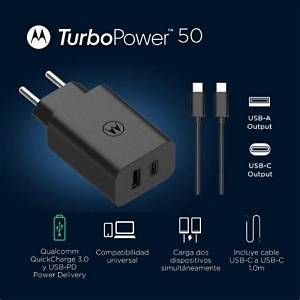 TurboPower™ 50
USB-A
Output
USB-C
Output
Qualcomm
QuickCharge 3.0
y USB-PD
Power Delivery
Compatibilidad
universal
Carga dos
dispositivos
simultáneamente
Incluye cable
USB-C a USB-C
1,0m